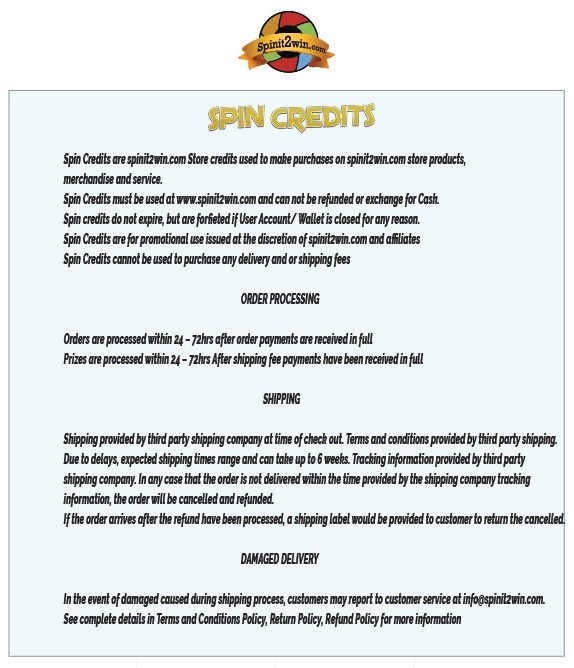 Spinit2win.com
SPIN CREDITS
Spin Credits are spinit2win.com Store credits used to make purchases on spinit2win.com store products,
merchandise and service.
Spin Credits must be used at www.spinit2win.com and can not be refunded or exchange for Cash.
Spin credits do not expire, but are forfieted if User Account/ Wallet is closed for any reason.
Spin Credits are for promotional use issued at the discretion of spinit2win.com and affiliates
Spin Credits cannot be used to purchase any delivery and or shipping fees
ORDER PROCESSING
Orders are processed within 24 – 72hrs after order payments are received in full
Prizes are processed within 24 – 72hrs After shipping fee payments have been received in full
SHIPPING
Shipping provided by third party shipping company at time of check out. Terms and conditions provided by third party shipping.
Due to delays, expected shipping times range and can take up to 6 weeks. Tracking information provided by third party
shipping company. In any case that the order is not delivered within the time provided by the shipping company tracking
information, the order will be cancelled and refunded.
If the order arrives after the refund have been processed, a shipping label would be provided to customer to return the cancelled.
DAMAGED DELIVERY
In the event of damaged caused during shipping process, customers may report to customer service at info@spinit2win.com.
See complete details in Terms and Conditions Policy, Return Policy, Refund Policy for more information